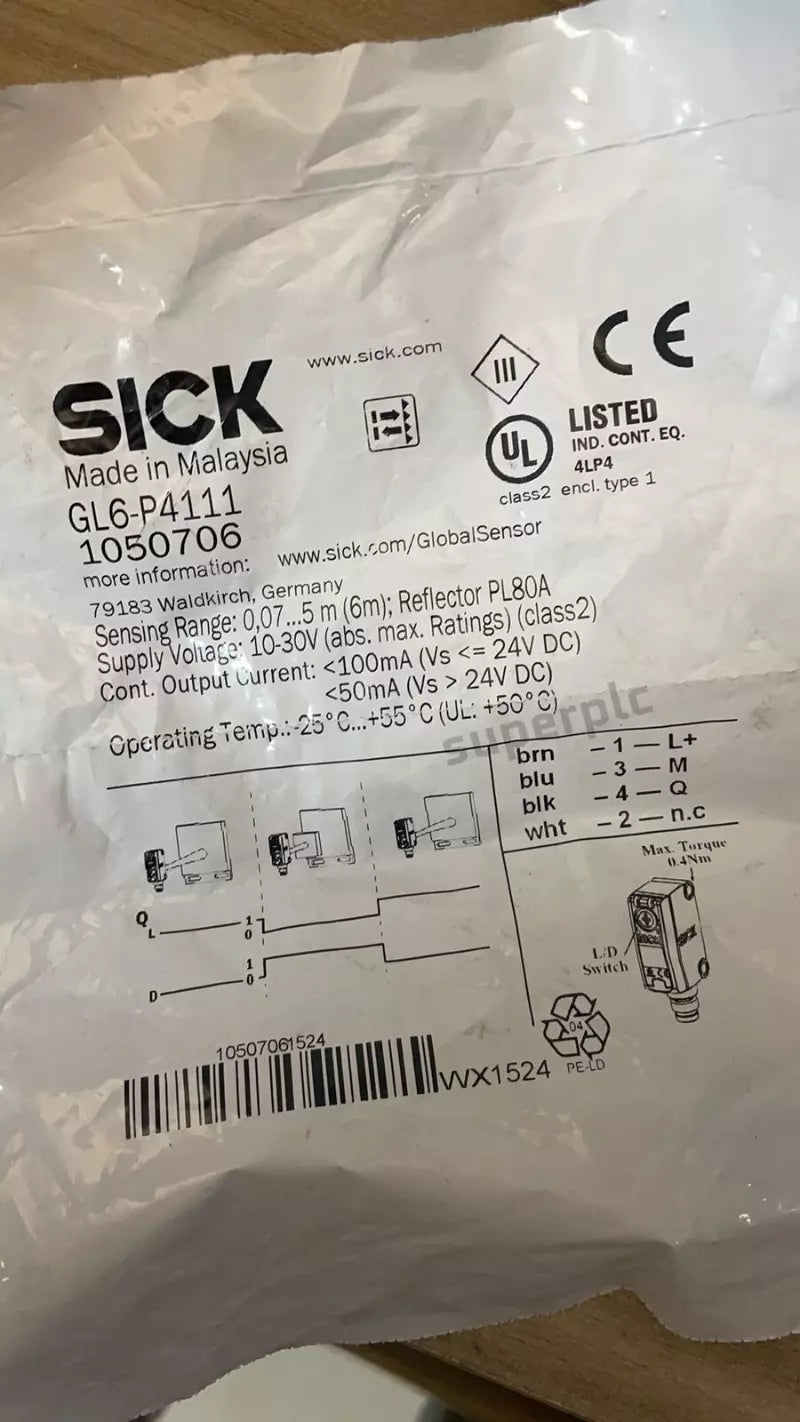 www.sick.com
III
CE
SICK
Made in Malaysia
UL
LISTED
IND. CONT. EQ.
4LP4
class2 encl. type 1
GL6-P4111
1050706
more information: www.sick.com/GlobalSensor
79183 Waldkirch, Germany
Sensing Range: 0,07...5 m (6m); Reflector PL80A
Supply Voltage: 10-30V (abs. max. Ratings) (class2)
Cont. Output Current: <100mA (Vs <= 24V DC)
<50mA (Vs > 24V DC)
Operating Temp.:-25°C...+55°C (UL: +50°C)
superplc
brn – 1 — L+
blu – 3 — M
blk – 4 — Q
wht – 2 — n.c
Max. Torque
0.4Nm
Q
L
1
0
1
0
D
L/D
Switch
04
PE-LD
10507061524
WX1524